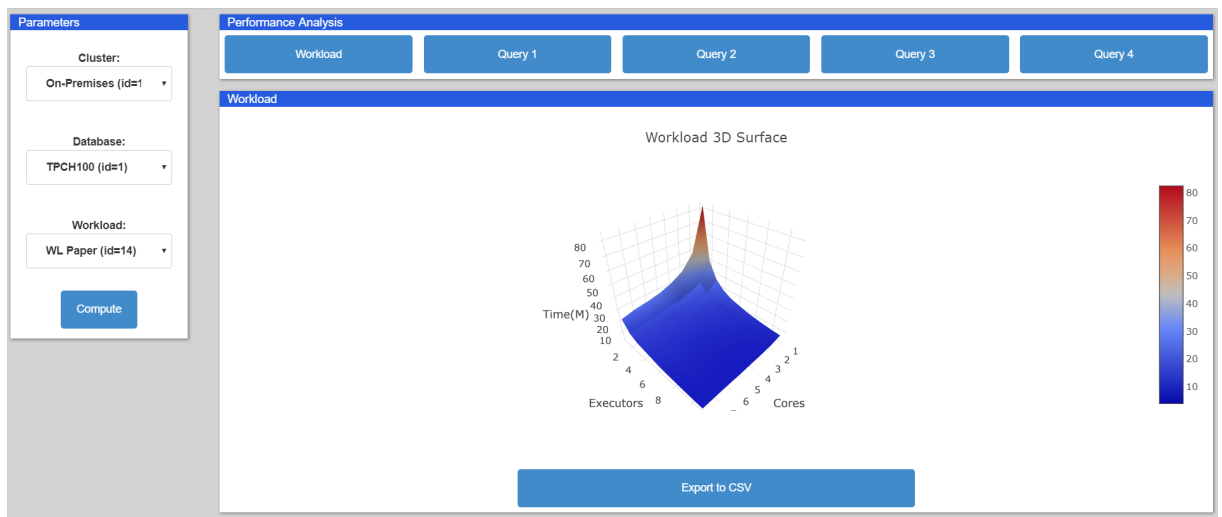 Parameters
Cluster:
On-Premises (id=1
Database:
TPCH100 (id=1)
Workload:
WL Paper (id=14)
Compute
Performance Analysis
Workload
Query 1
Query 2
Query 3
Query 4
Workload
Workload 3D Surface
80
70
60
50
40
30
20
10
Time(M)
2
4
6
8
Executors
1
2
3
4
5
6
Cores
80
70
60
50
40
30
20
10
Export to CSV